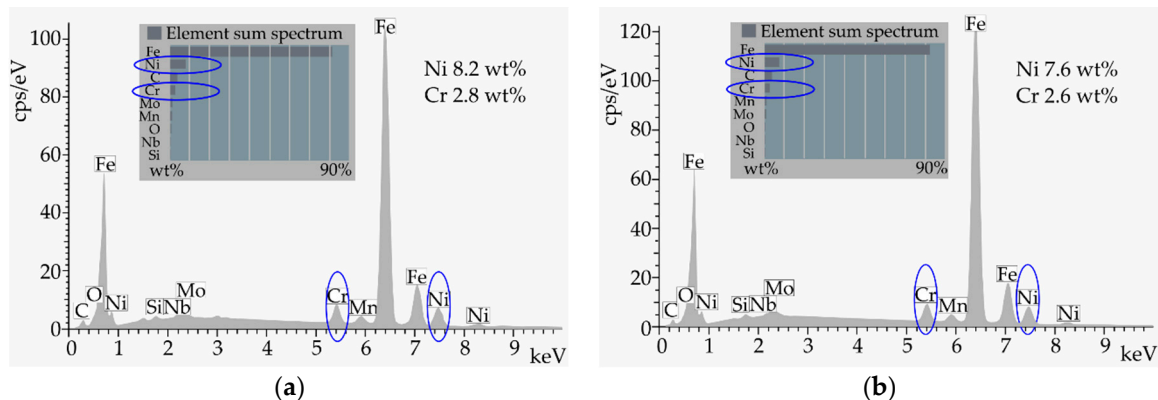 Element sum spectrum
Fe
Ni
C
Cr
Mo
Mn
O
Nb
Si
wt% 90%
Ni 8.2 wt%
Cr 2.8 wt%
cps/eV
100
80
60
40
20
0
Fe
C O Ni Si Nb Mo Cr Mn Fe Fe Ni Ni
0 1 2 3 4 5 6 7 8 9
keV
(a)
Element sum spectrum
Fe
Ni
C
Cr
Mn
Mo
O
Nb
Si
wt% 90%
Ni 7.6 wt%
Cr 2.6 wt%
cps/eV
120
100
80
60
40
20
0
Fe
C O Ni Si Nb Mo Cr Mn Fe Fe Ni Ni
0 1 2 3 4 5 6 7 8 9
keV
(b)